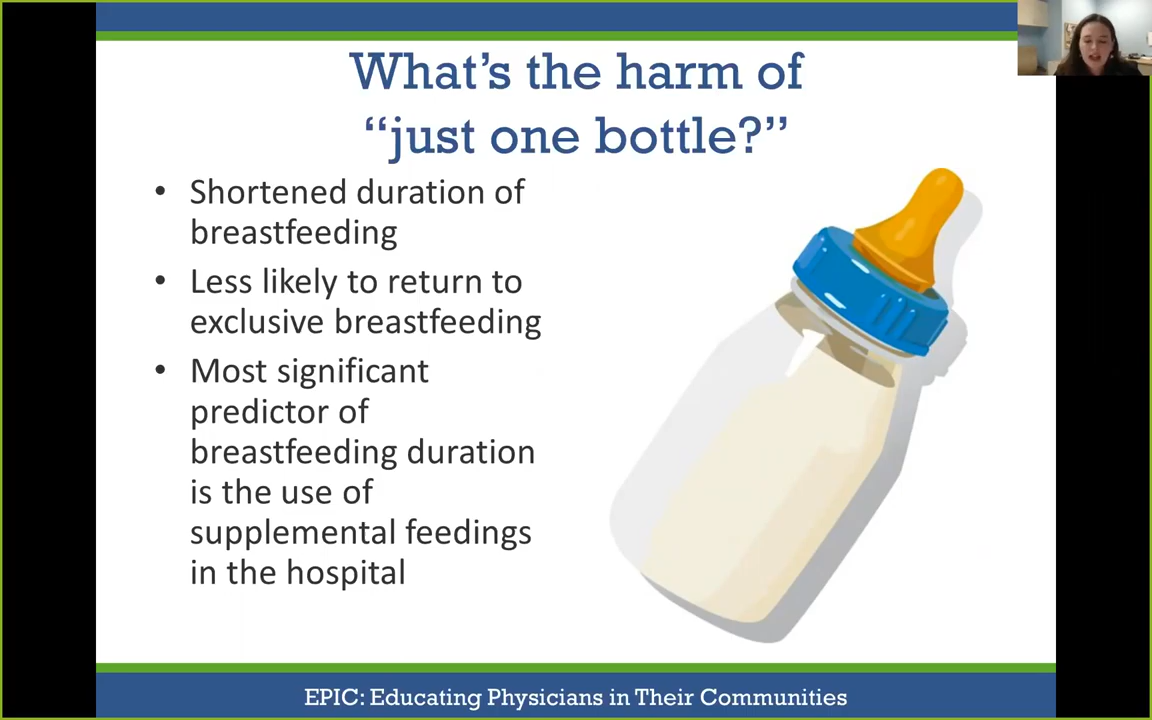 What's the harm of
“just one bottle?”
• Shortened duration of
breastfeeding
• Less likely to return to
exclusive breastfeeding
• Most significant
predictor of
breastfeeding duration
is the use of
supplemental feedings
in the hospital
EPIC: Educating Physicians in Their Communities